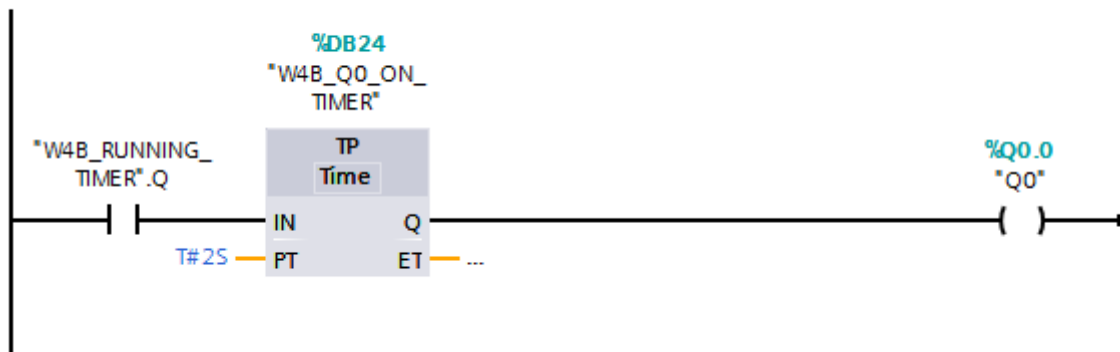 %DB24
"W4B_Q0_ON_
TIMER"
"W4B_RUNNING_
TIMER".Q
TP
Time
%Q0.0
"Q0"
IN Q
T#2S PT ET ...